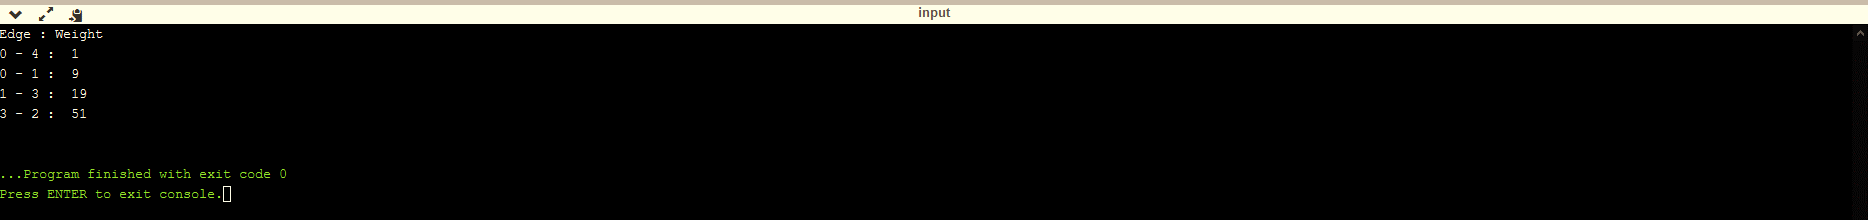 input
Edge : Weight
0 - 4 :  1
0 - 1 :  9
1 - 3 :  19
3 - 2 :  51
...Program finished with exit code 0
Press ENTER to exit console.